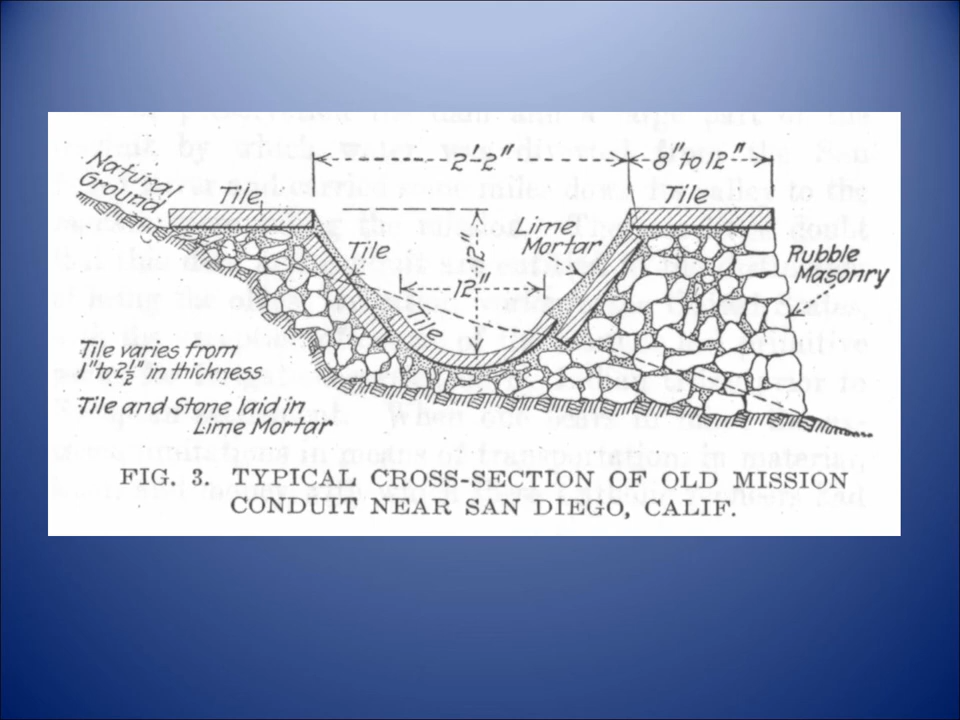 2'-2"
8" to 12"
Natural
Ground
Tile
Tile
Tile
Lime
Mortar
12"
12"
Tile
Rubble
Masonry
Tile varies from
1" to 2½" in thickness
Tile and Stone laid in
Lime Mortar
FIG. 3. TYPICAL CROSS-SECTION OF OLD MISSION
CONDUIT NEAR SAN DIEGO, CALIF.